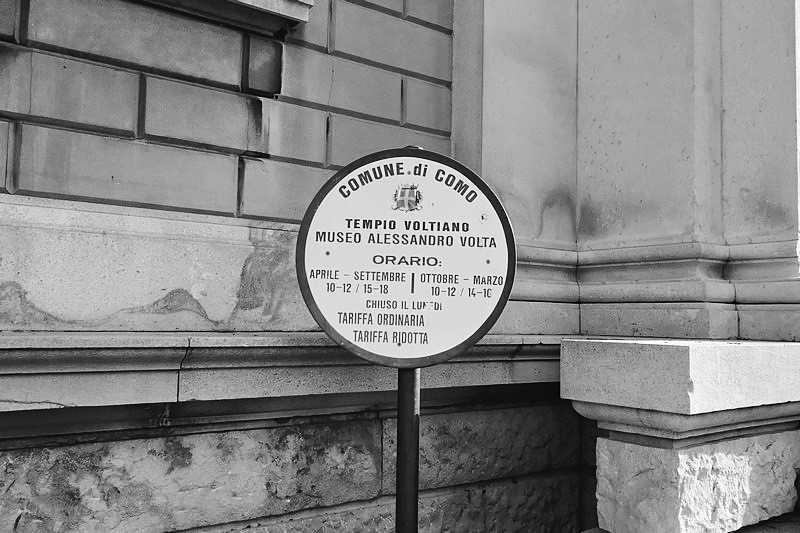 COMUNE di COMO
TEMPIO VOLTIANO
MUSEO ALESSANDRO VOLTA
ORARIO:
APRILE - SETTEMBRE | OTTOBRE - MARZO
10-12 / 15-18 | 10-12 / 14-16
CHIUSO IL LUNEDÌ
TARIFFA ORDINARIA
TARIFFA RIDOTTA